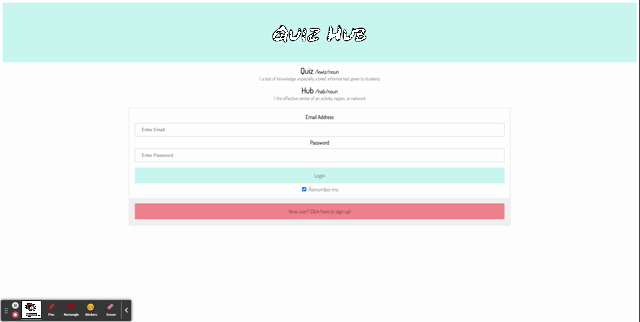 Quiz Hub
Quiz /kwiz/noun
1 a test of knowledge, especially a brief, informal test given to students
Hub /həb/noun
1 the effective center of an activity, region, or network
Email Address
Enter Email
Password
Enter Password
Login
Remember me
New user? Click here to sign up!
Pen
Rectangle
Stickers
Eraser